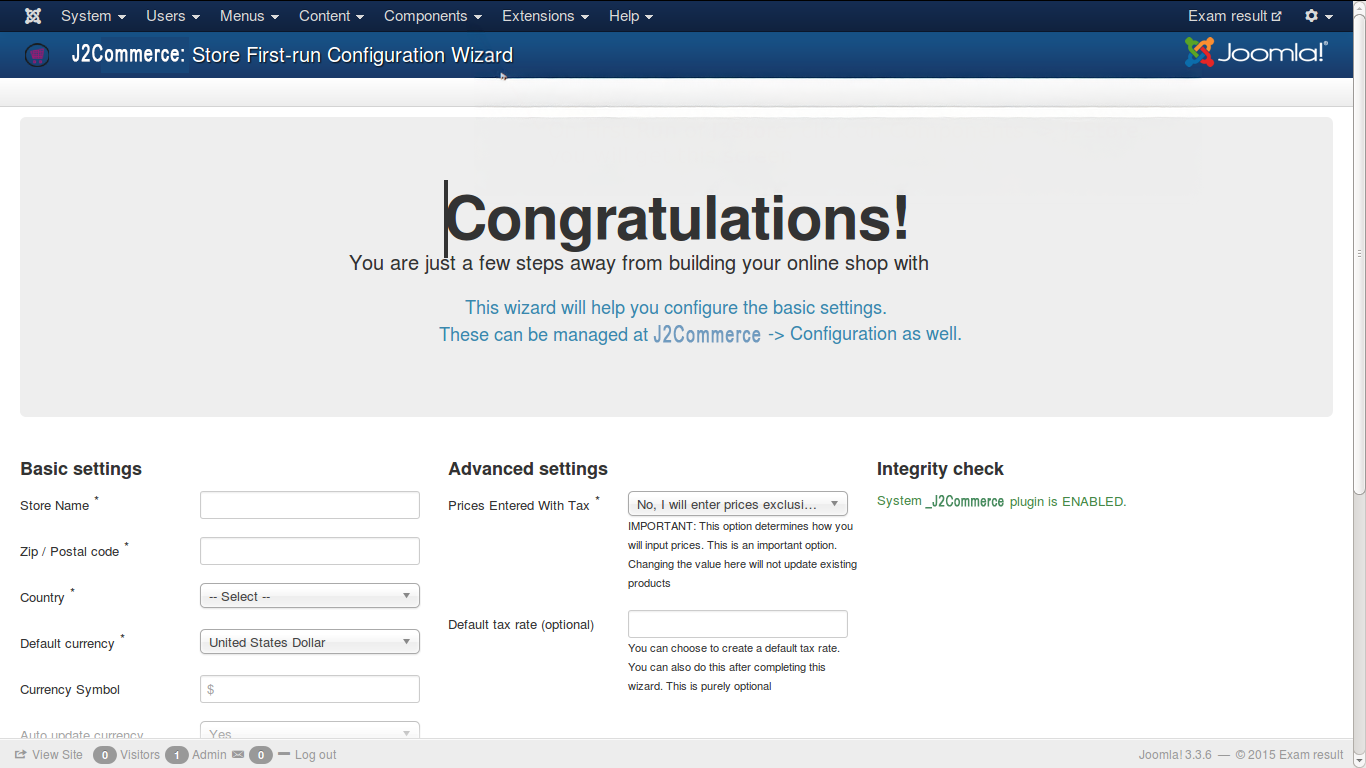 System Users Menus Content Components Extensions Help Exam result
J2Commerce: Store First-run Configuration Wizard Joomla!®
Congratulations!
You are just a few steps away from building your online shop with
This wizard will help you configure the basic settings.
These can be managed at J2Commerce -> Configuration as well.
Basic settings
Store Name *
Zip / Postal code *
Country *
-- Select --
Default currency *
United States Dollar
Currency Symbol
$
Auto update currency
Yes
Advanced settings
Prices Entered With Tax *
No, I will enter prices exclusi...
IMPORTANT: This option determines how you
will input prices. This is an important option.
Changing the value here will not update existing
products
Default tax rate (optional)
You can choose to create a default tax rate.
You can also do this after completing this
wizard. This is purely optional
Integrity check
System _J2Commerce plugin is ENABLED.
View Site 0 Visitors 1 Admin 0 Log out Joomla! 3.3.6 — © 2015 Exam result